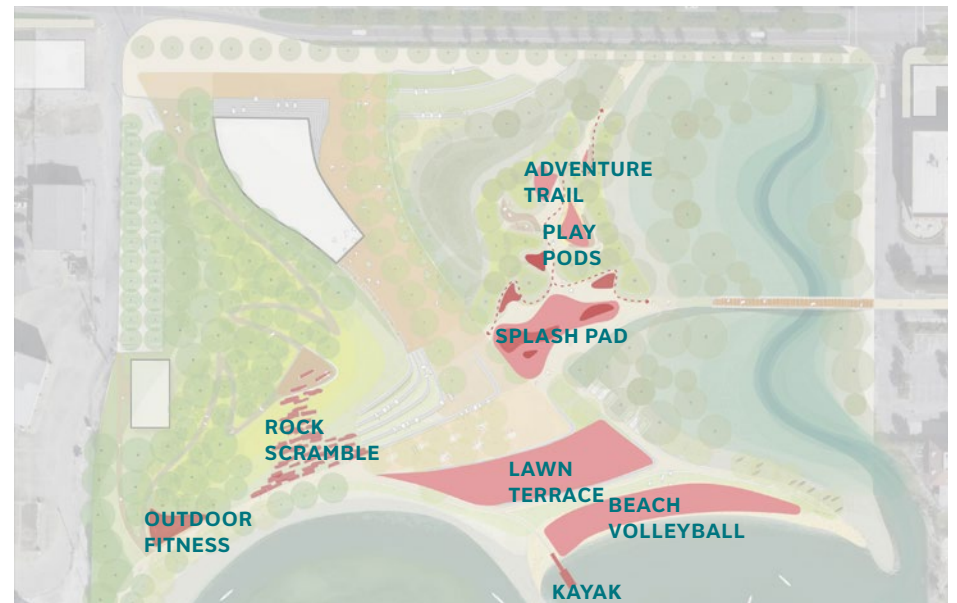 ADVENTURE
TRAIL
PLAY
PODS
SPLASH PAD
ROCK
SCRAMBLE
LAWN
TERRACE
BEACH
VOLLEYBALL
OUTDOOR
FITNESS
KAYAK